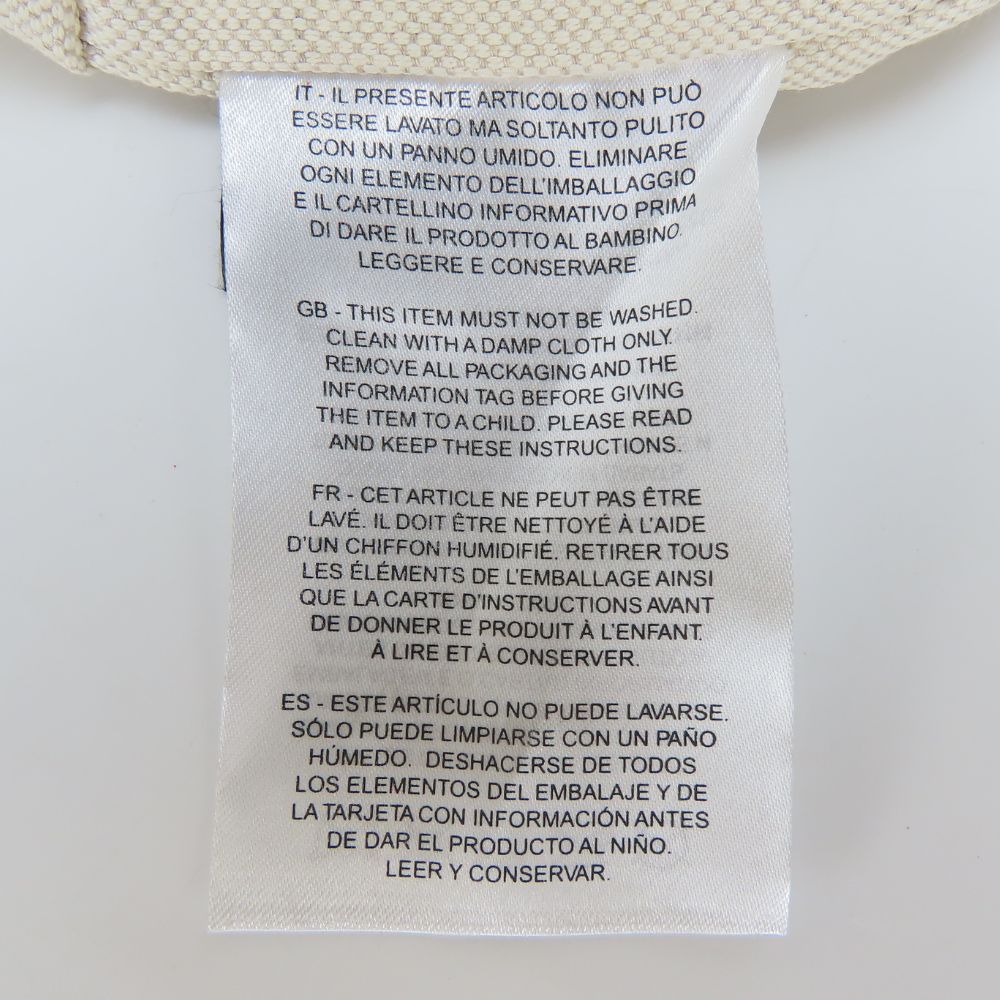 IT - IL PRESENTE ARTICOLO NON PUÒ
ESSERE LAVATO MA SOLTANTO PULITO
CON UN PANNO UMIDO. ELIMINARE
OGNI ELEMENTO DELL'IMBALLAGGIO
E IL CARTELLINO INFORMATIVO PRIMA
DI DARE IL PRODOTTO AL BAMBINO.
LEGGERE E CONSERVARE.
GB - THIS ITEM MUST NOT BE WASHED.
CLEAN WITH A DAMP CLOTH ONLY.
REMOVE ALL PACKAGING AND THE
INFORMATION TAG BEFORE GIVING
THE ITEM TO A CHILD. PLEASE READ
AND KEEP THESE INSTRUCTIONS.
FR - CET ARTICLE NE PEUT PAS ÊTRE
LAVÉ. IL DOIT ÊTRE NETTOYÉ À L'AIDE
D'UN CHIFFON HUMIDIFIÉ. RETIRER TOUS
LES ÉLÉMENTS DE L'EMBALLAGE AINSI
QUE LA CARTE D'INSTRUCTIONS AVANT
DE DONNER LE PRODUIT À L'ENFANT.
À LIRE ET À CONSERVER.
ES - ESTE ARTÍCULO NO PUEDE LAVARSE.
SÓLO PUEDE LIMPIARSE CON UN PAÑO
HÚMEDO. DESHACERSE DE TODOS
LOS ELEMENTOS DEL EMBALAJE Y DE
LA TARJETA CON INFORMACIÓN ANTES
DE DAR EL PRODUCTO AL NIÑO.
LEER Y CONSERVAR.